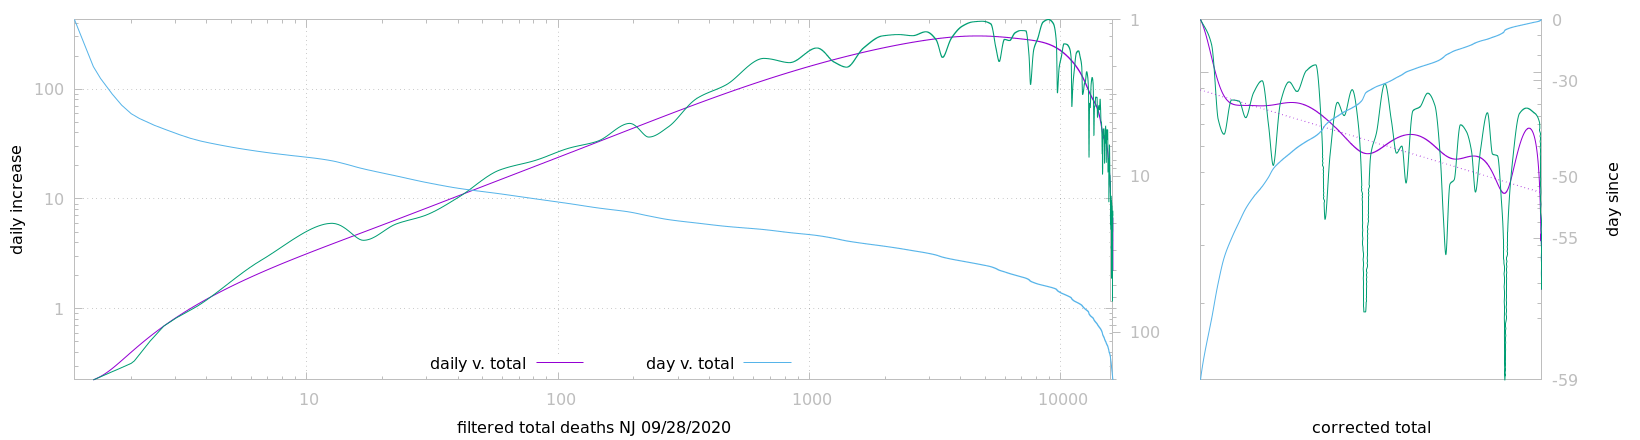 daily increase
100
10
1
10
100
1000
10000
daily v. total
day v. total
filtered total deaths NJ 09/28/2020
1
10
100
0
-30
-50
-55
-59
day since
corrected total